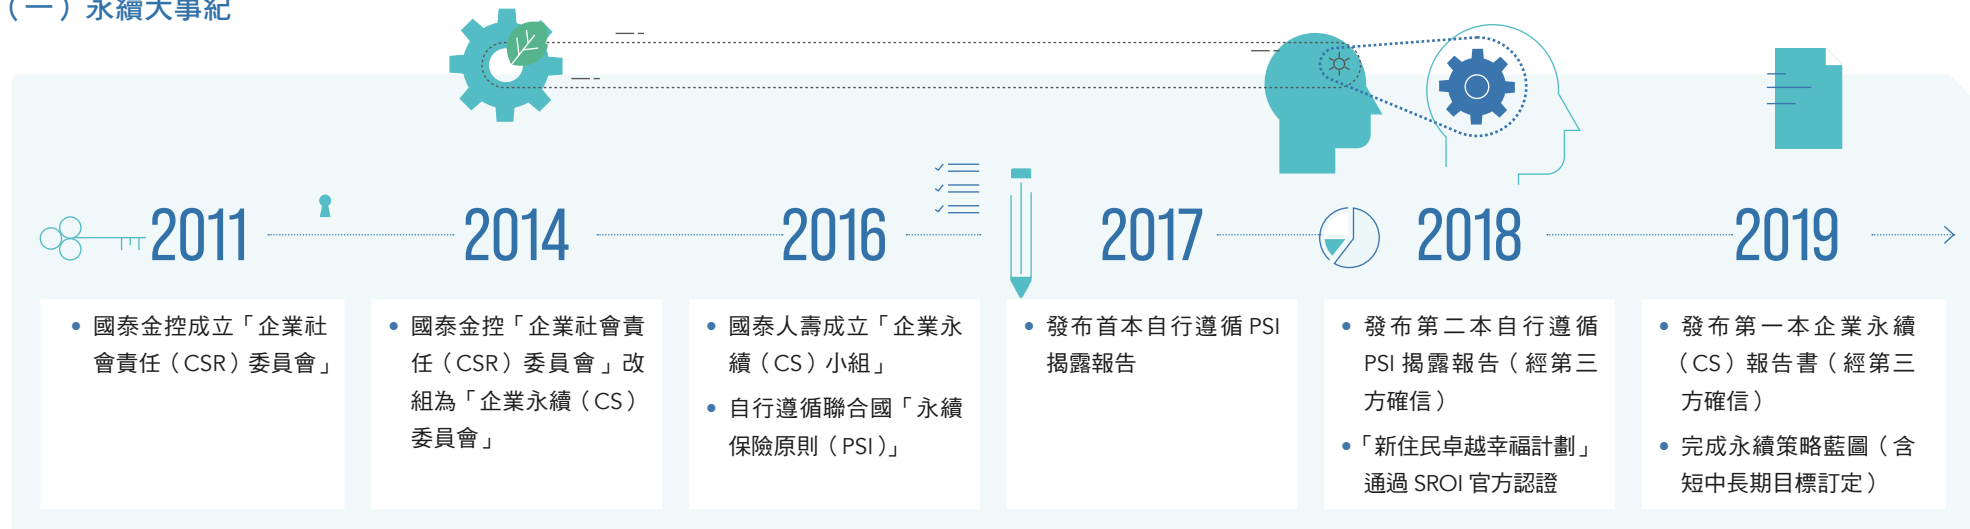 （一）永續大事紀
2011
2014
2016
2017
2018
2019
• 國泰金控成立「企業社
會責任（CSR）委員會」
• 國泰金控「企業社會責
任（CSR）委員會」改
組為「企業永續（CS）
委員會」
• 國泰人壽成立「企業永
續（CS）小組」
• 自行遵循聯合國「永續
保險原則（PSI）」
• 發布首本自行遵循 PSI
揭露報告
• 發布第二本自行遵循
PSI 揭露報告（經第三
方確信）
• 「新住民卓越幸福計劃」
通過 SROI 官方認證
• 發布第一本企業永續
（CS）報告書（經第三
方確信）
• 完成永續策略藍圖（含
短中長期目標訂定）